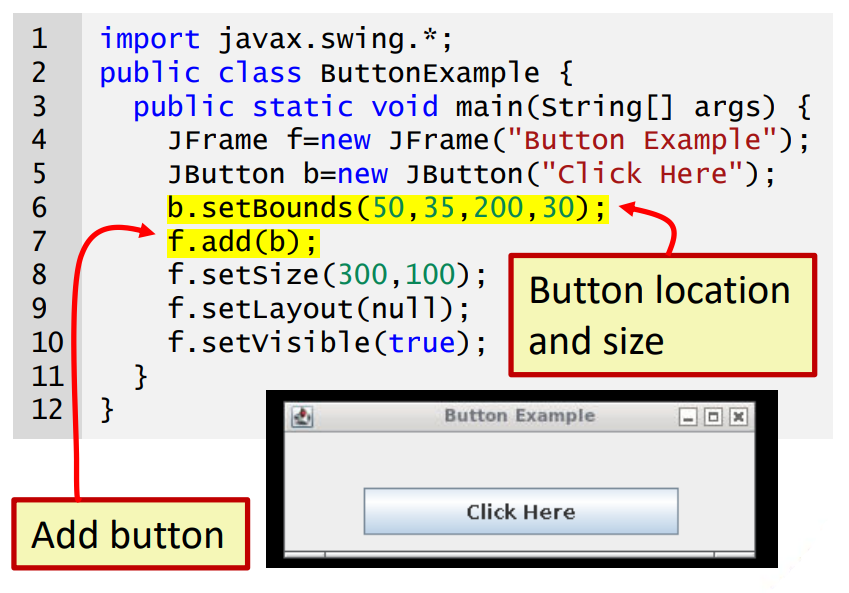 1 import javax.swing.*;
2 public class ButtonExample {
3 public static void main(String[] args) {
4 JFrame f=new JFrame("Button Example");
5 JButton b=new JButton("Click Here");
6 b.setBounds(50,35,200,30);
7 f.add(b);
8 f.setSize(300,100);
9 f.setLayout(null);
10 f.setVisible(true);
11 }
12 }
Button location
and size
Button Example
Click Here
Add button